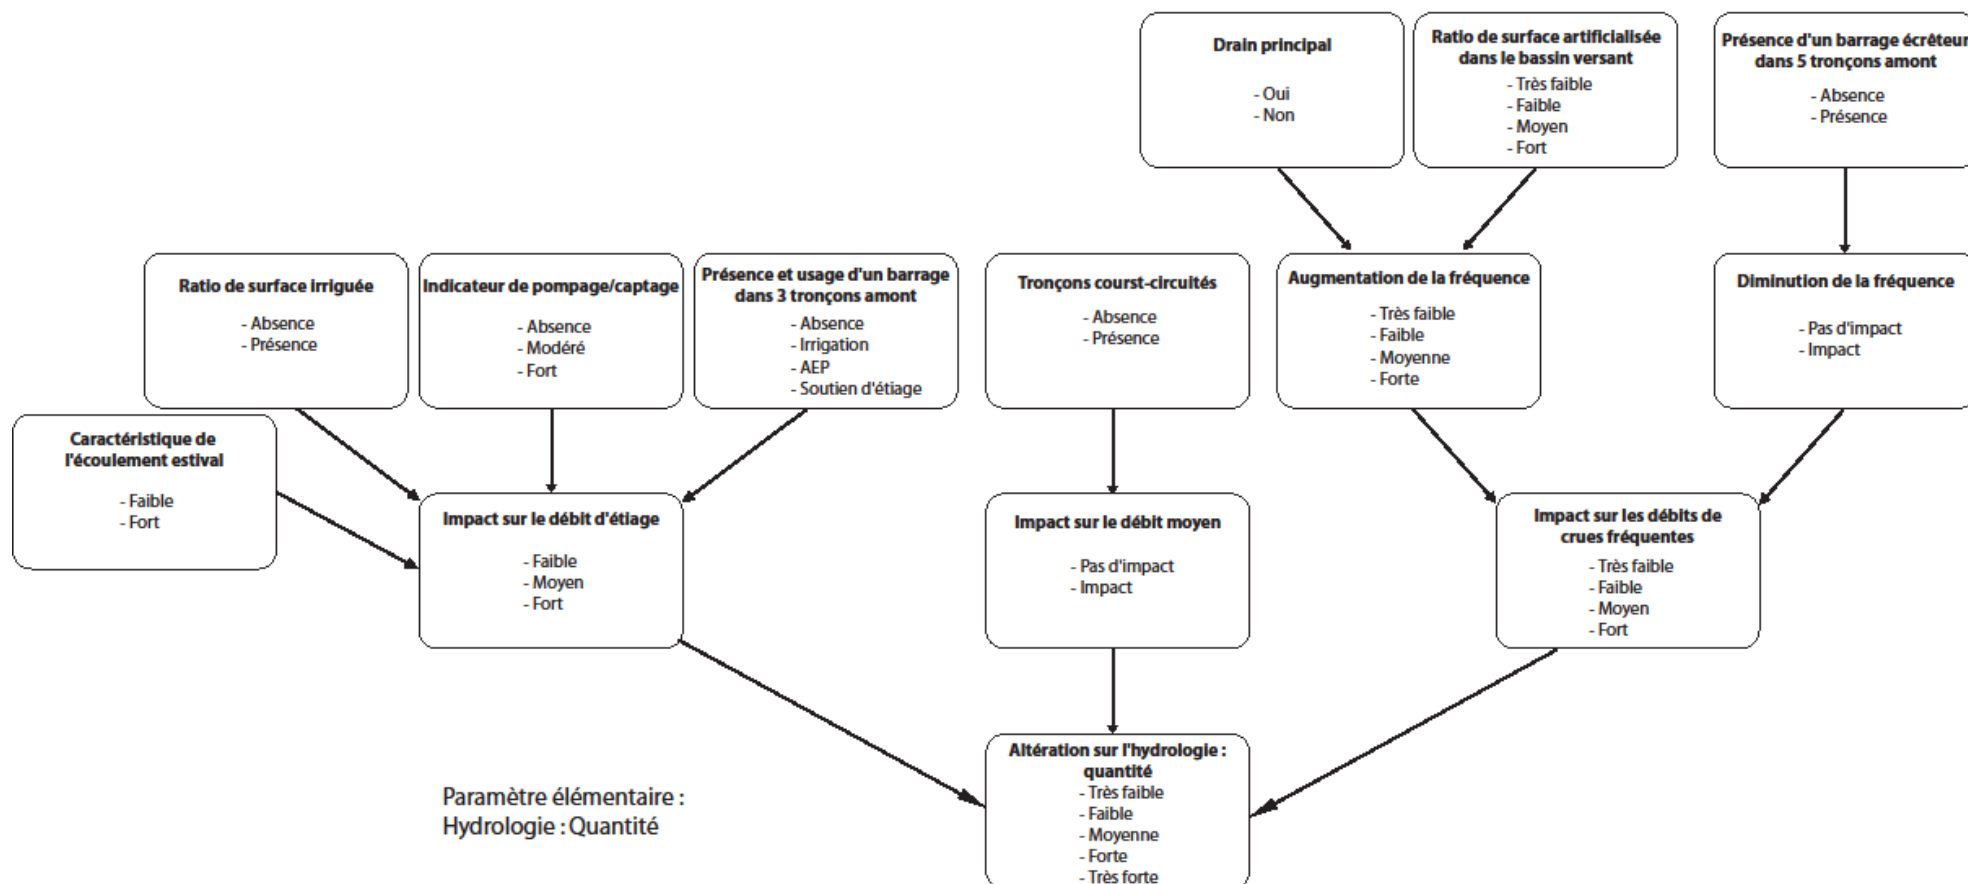 Drain principal
- Oui
- Non
Ratio de surface artificialisée
dans le bassin versant
- Très faible
- Faible
- Moyen
- Fort
Présence d'un barrage écrêteur
dans 5 tronçons amont
- Absence
- Présence
Ratio de surface irriguée
- Absence
- Présence
Indicateur de pompage/captage
- Absence
- Modéré
- Fort
Présence et usage d'un barrage
dans 3 tronçons amont
- Absence
- Irrigation
- AEP
- Soutien d'étiage
Tronçons courst-circuités
- Absence
- Présence
Augmentation de la fréquence
- Très faible
- Faible
- Moyenne
- Forte
Diminution de la fréquence
- Pas d'impact
- Impact
Caractéristique de
l'écoulement estival
- Faible
- Fort
Impact sur le débit d'étiage
- Faible
- Moyen
- Fort
Impact sur le débit moyen
- Pas d'impact
- Impact
Impact sur les débits de
crues fréquentes
- Très faible
- Faible
- Moyen
- Fort
Altération sur l'hydrologie :
quantité
- Très faible
- Faible
- Moyenne
- Forte
- Très forte
Paramètre élémentaire :
Hydrologie : Quantité